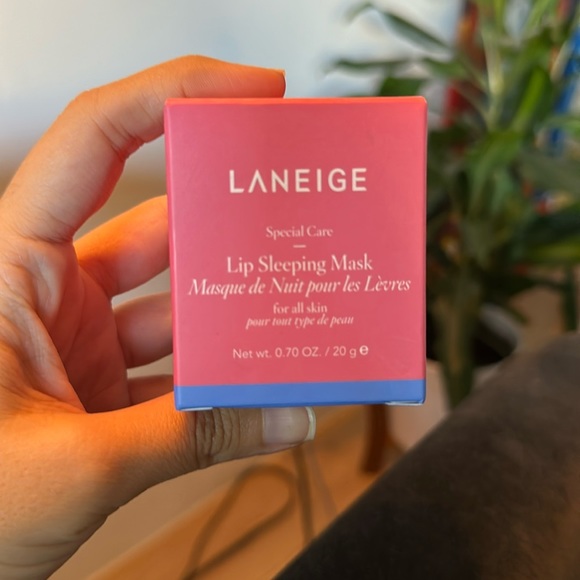 LANEIGE
Special Care
Lip Sleeping Mask
Masque de Nuit pour les Lèvres
for all skin
pour tout type de peau
Net wt. 0.70 OZ. / 20 g ℮